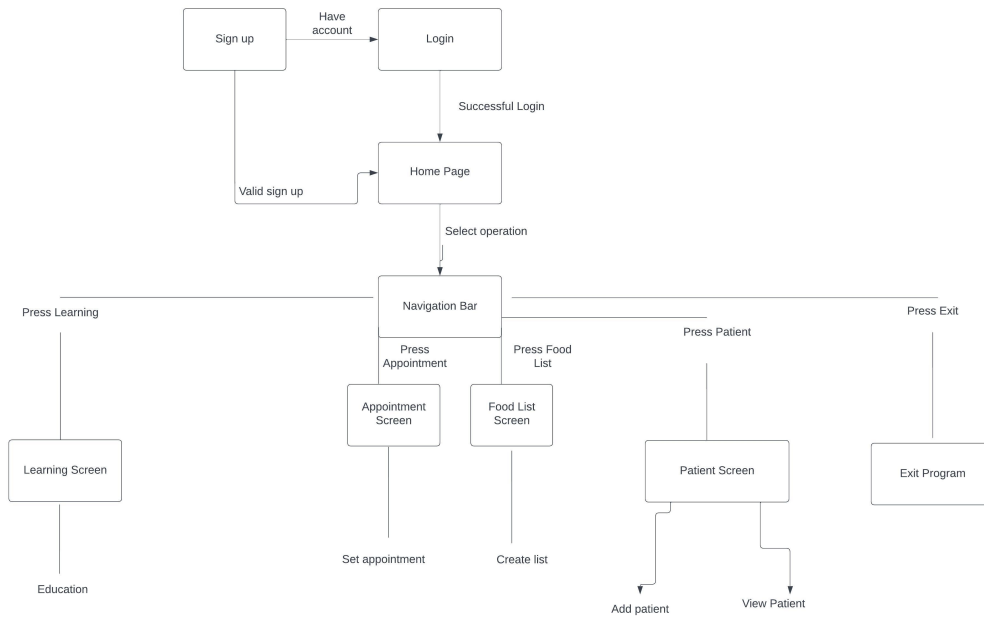 Have
account
Sign up
Login
Successful Login
Home Page
Valid sign up
Select operation
Navigation Bar
Press Learning
Press Exit
Press Patient
Press
Appointment
Press Food
List
Appointment
Screen
Food List
Screen
Learning Screen
Patient Screen
Exit Program
Set appointment
Create list
Education
Add patient
View Patient